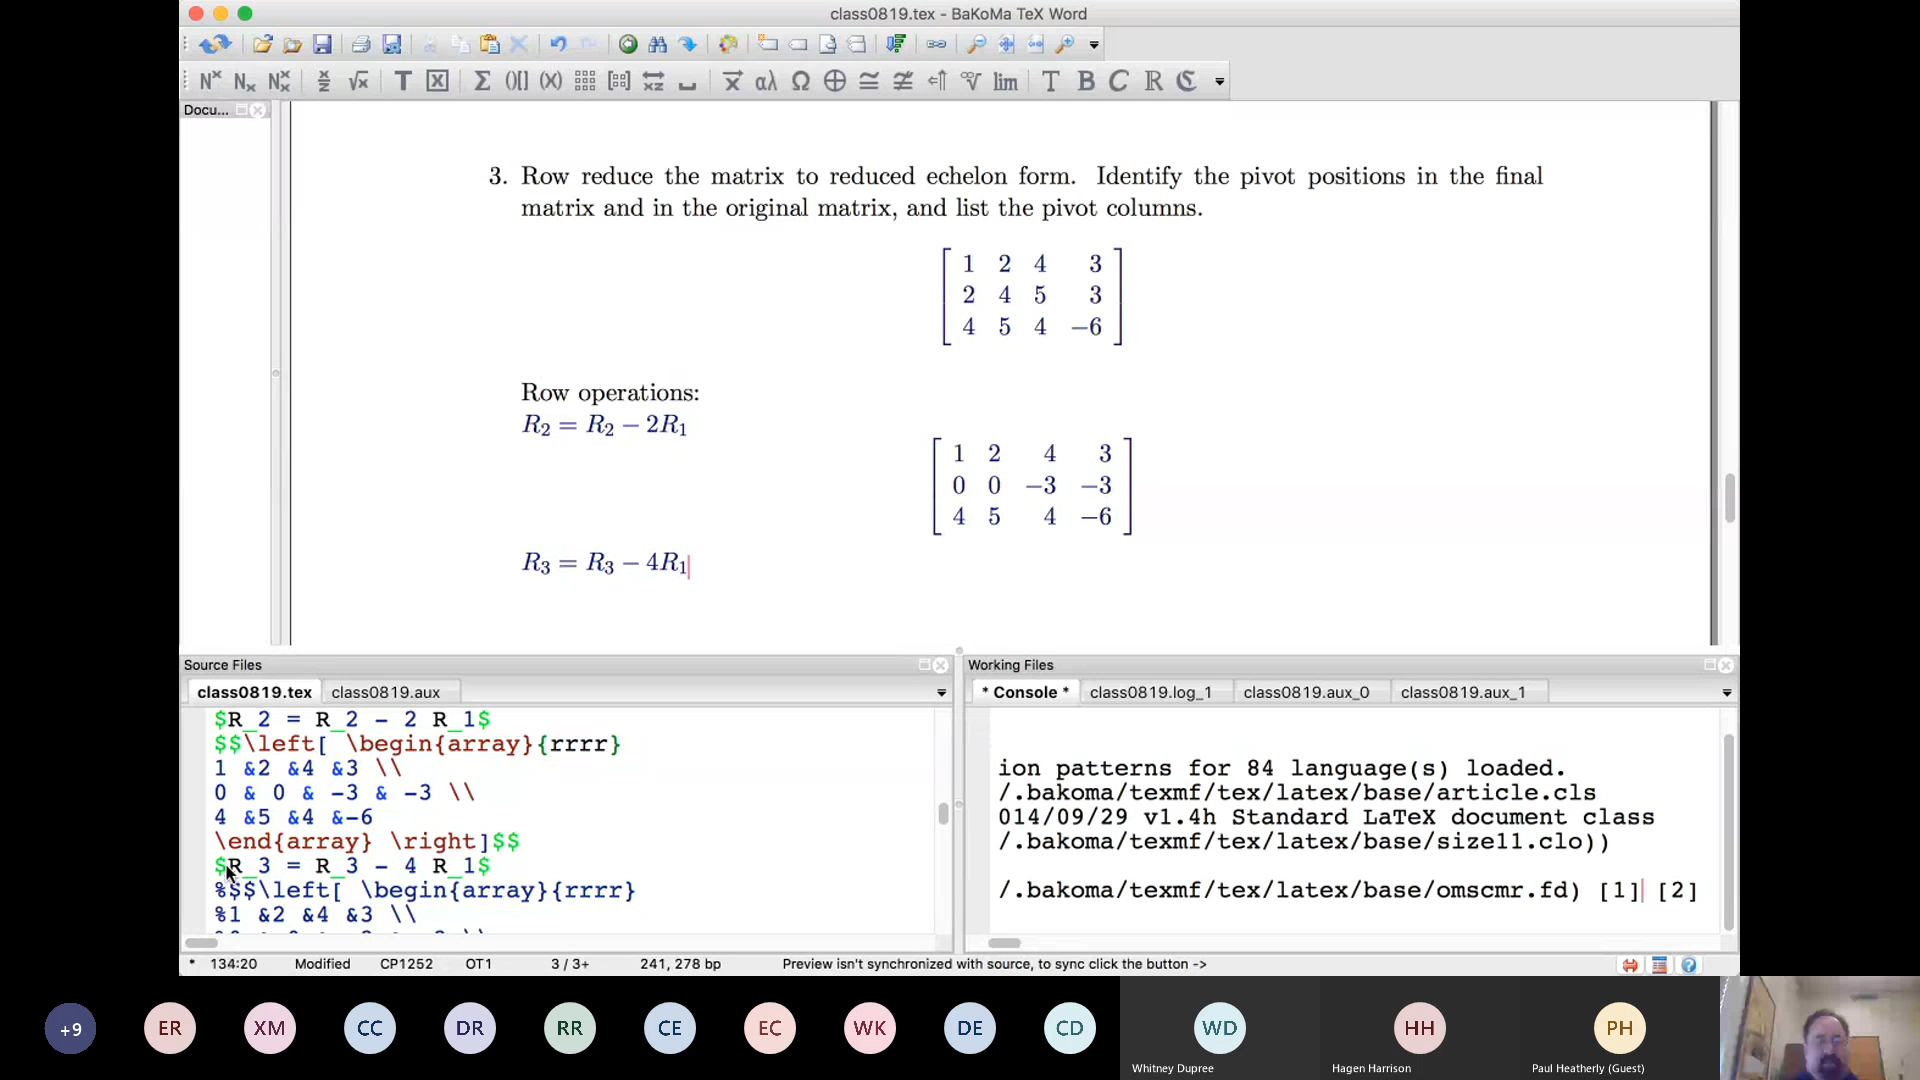 class0819.tex - BaKoMa TeX Word
Docu...
3. Row reduce the matrix to reduced echelon form. Identify the pivot positions in the final
matrix and in the original matrix, and list the pivot columns.
1 2 4 3
2 4 5 3
4 5 4 −6
Row operations:
R₂ = R₂ − 2R₁
1 2 4 3
0 0 −3 −3
4 5 4 −6
R₃ = R₃ − 4R₁
Source Files
class0819.tex class0819.aux
$R_2 = R_2 - 2 R_1$
$$\left[ \begin{array}{rrrr}
1 &2 &4 &3 \\
0 & 0 & -3 & -3 \\
4 &5 &4 &-6
\end{array} \right]$$
$R_3 = R_3 - 4 R_1$
%$$\left[ \begin{array}{rrrr}
%1 &2 &4 &3 \\
Working Files
* Console * class0819.log_1 class0819.aux_0 class0819.aux_1
ion patterns for 84 language(s) loaded.
/.bakoma/texmf/tex/latex/base/article.cls
014/09/29 v1.4h Standard LaTeX document class
/.bakoma/texmf/tex/latex/base/size11.clo))
/.bakoma/texmf/tex/latex/base/omscmr.fd) [1] [2]
* 134:20 Modified CP1252 OT1 3 / 3+ 241, 278 bp Preview isn't synchronized with source, to sync click the button ->
+9 ER XM CC DR RR CE EC WK DE CD WD HH PH
Whitney Dupree Hagen Harrison Paul Heatherly (Guest)